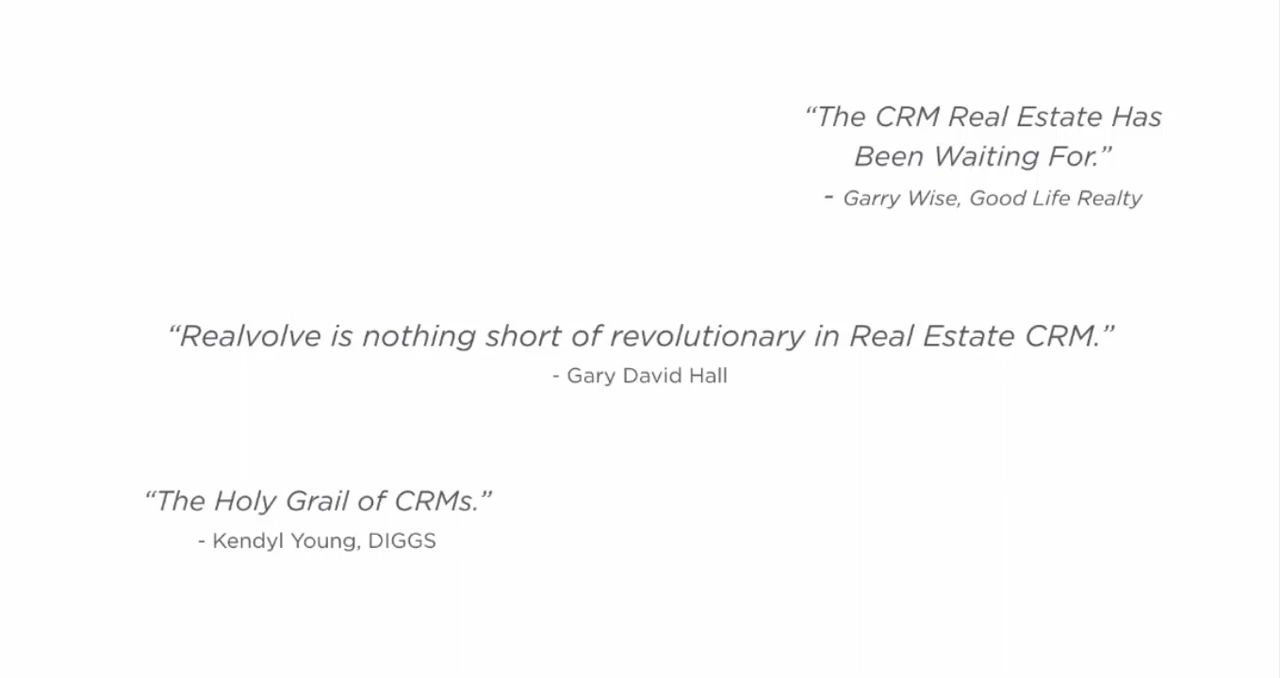 “The CRM Real Estate Has
Been Waiting For.”
- Garry Wise, Good Life Realty
“Realvolve is nothing short of revolutionary in Real Estate CRM.”
- Gary David Hall
“The Holy Grail of CRMs.”
- Kendyl Young, DIGGS